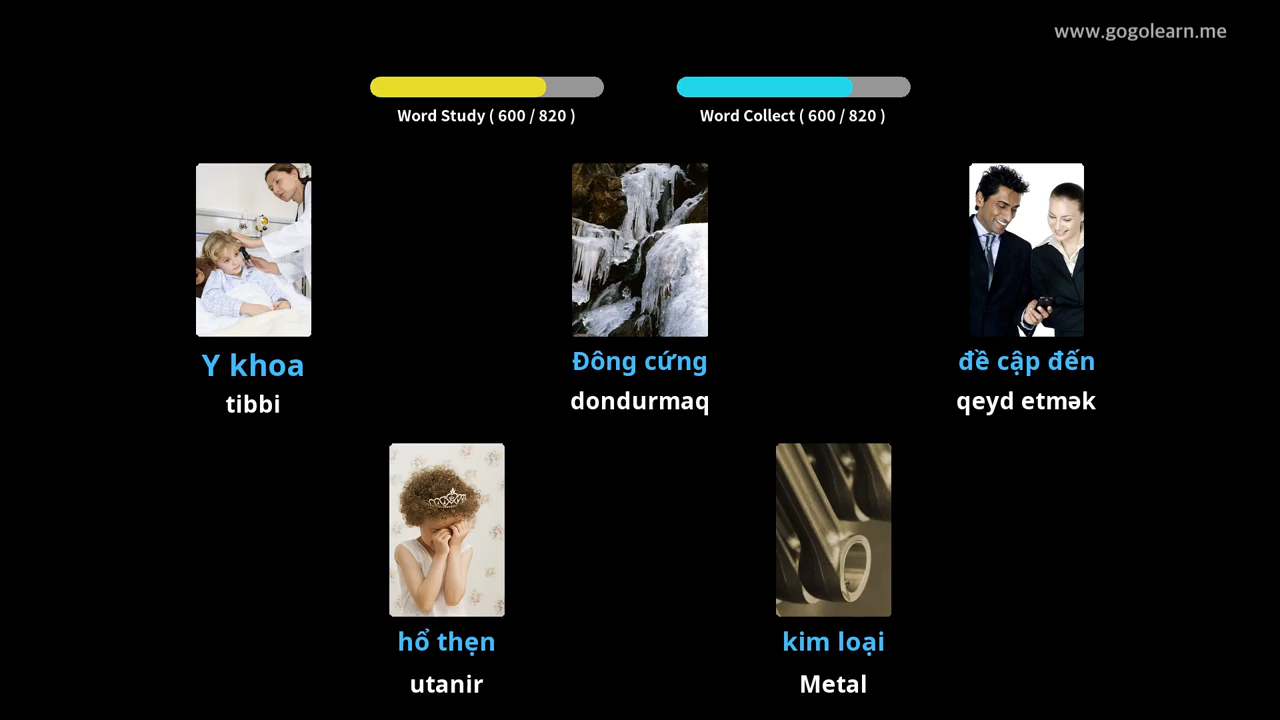 www.gogolearn.me
Word Study ( 600 / 820 )
Word Collect ( 600 / 820 )
Y khoa
tibbi
Đông cứng
dondurmaq
đề cập đến
qeyd etmək
hổ thẹn
utanir
kim loại
Metal